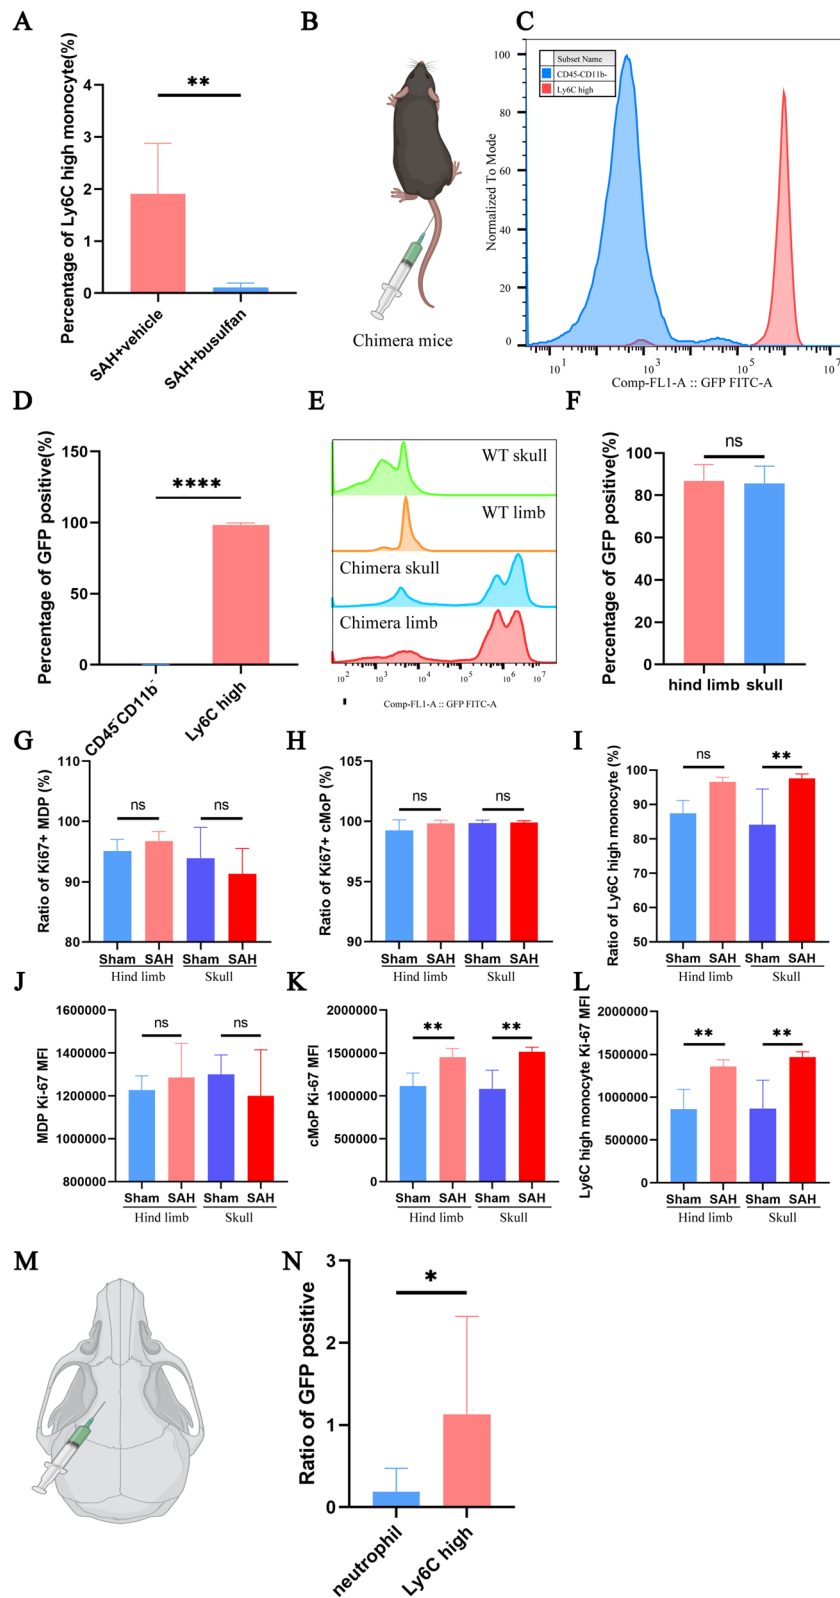 A
Percentage of Ly6C high monocyte(%)
4
3
2
1
0
**
SAH+vehicle
SAH+busulfan
B
Chimera mice
C
Normalized To Mode
100
80
60
40
20
0
Subset Name
CD45-CD11b-
Ly6C high
10^1
10^3
10^5
10^7
Comp-FL1-A :: GFP FITC-A
D
Percentage of GFP positive(%)
150
100
50
0
****
CD45-CD11b-
Ly6C high
E
WT skull
WT limb
Chimera skull
Chimera limb
10^2 10^3 10^4 10^5 10^6 10^7
Comp-FL1-A :: GFP FITC-A
F
Percentage of GFP positive(%)
100
80
60
40
20
0
ns
hind limb skull
G
Ratio of Ki67+ MDP (%)
110
100
90
80
ns ns
Sham SAH Sham SAH
Hind limb Skull
H
Ratio of Ki67+ cMoP (%)
105
100
95
90
ns ns
Sham SAH Sham SAH
Hind limb Skull
I
Ratio of Ly6C high monocyte (%)
100
90
80
70
60
50
ns **
Sham SAH Sham SAH
Hind limb Skull
J
MDP Ki-67 MFI
1600000
1400000
1200000
1000000
800000
ns ns
Sham SAH Sham SAH
Hind limb Skull
K
cMoP Ki-67 MFI
2000000
1500000
1000000
500000
0
** **
Sham SAH Sham SAH
Hind limb Skull
L
Ly6C high monocyte Ki-67 MFI
2000000
1500000
1000000
500000
0
** **
Sham SAH Sham SAH
Hind limb Skull
M
N
Ratio of GFP positive
3
2
1
0
*
neutrophil
Ly6C high